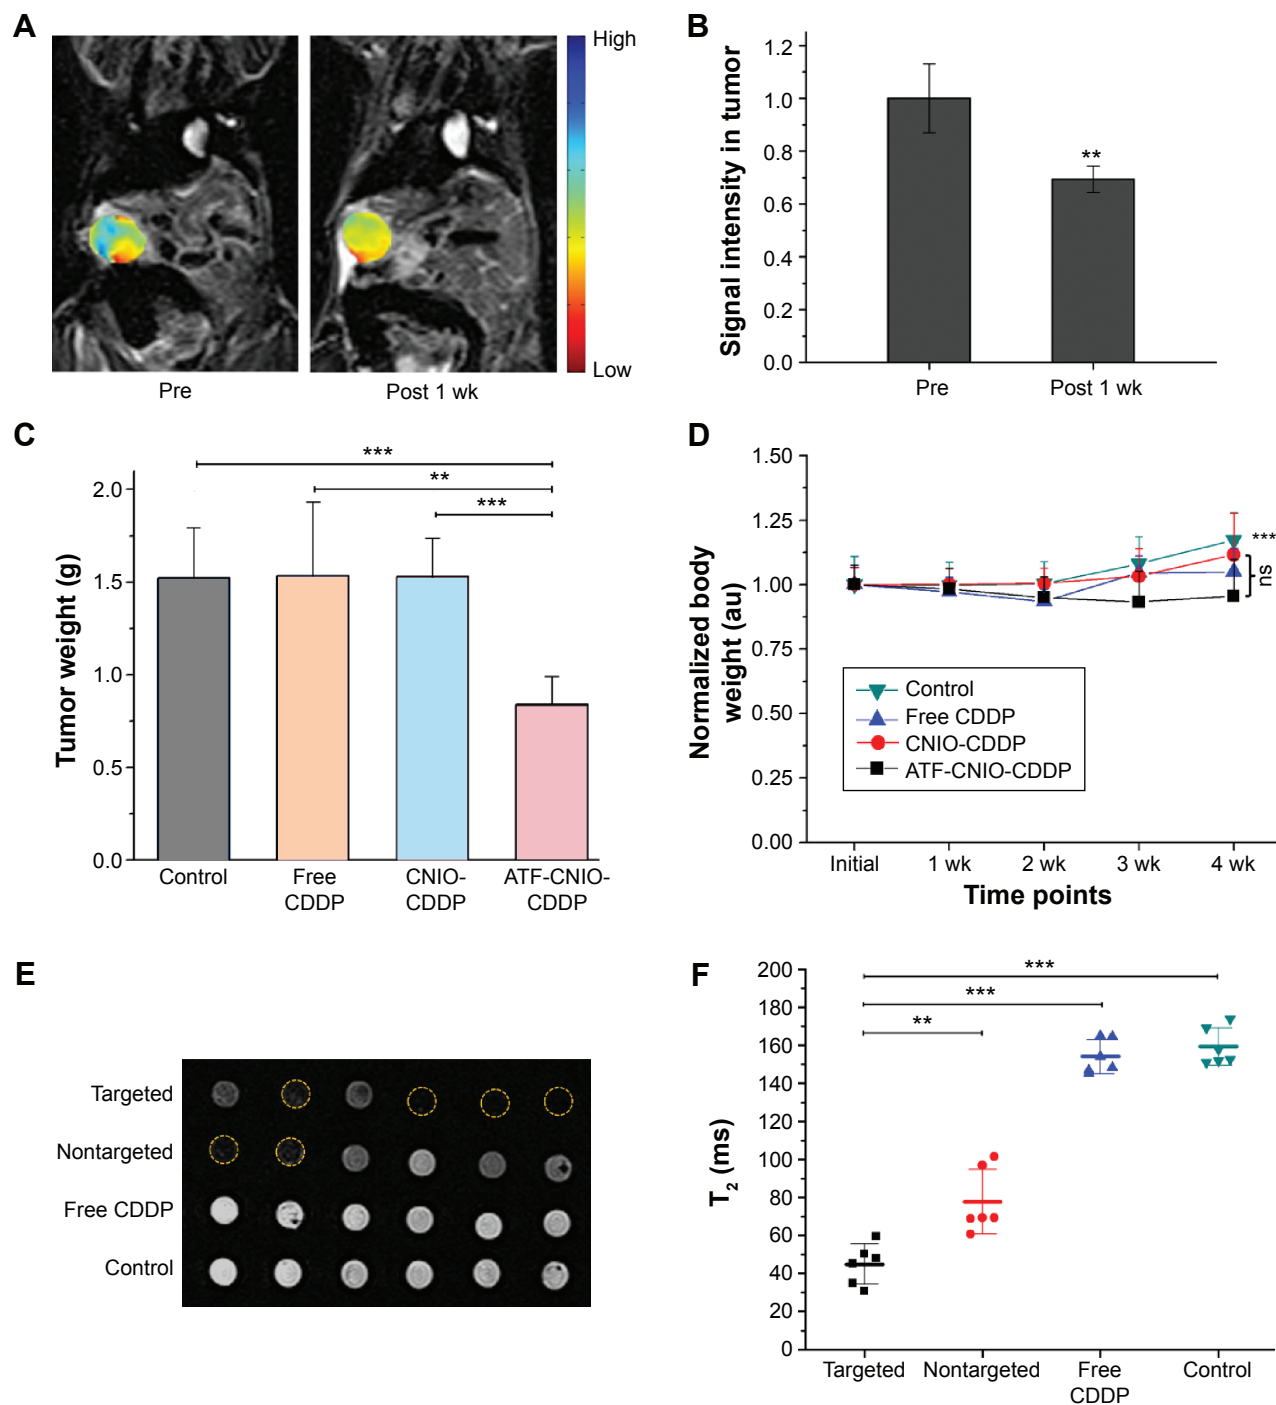 A
High
Low
Pre
Post 1 wk
B
Signal intensity in tumor
1.2
1.0
0.8
0.6
0.4
0.2
0.0
**
Pre
Post 1 wk
C
Tumor weight (g)
2.0
1.5
1.0
0.5
0.0
***
**
***
Control
Free
CDDP
CNIO-
CDDP
ATF-CNIO-
CDDP
D
Normalized body
weight (au)
1.50
1.25
1.00
0.75
0.50
0.25
0.00
***
ns
Control
Free CDDP
CNIO-CDDP
ATF-CNIO-CDDP
Initial
1 wk
2 wk
3 wk
4 wk
Time points
E
Targeted
Nontargeted
Free CDDP
Control
F
T₂ (ms)
200
180
160
140
120
100
80
60
40
20
0
***
***
**
Targeted
Nontargeted
Free
CDDP
Control